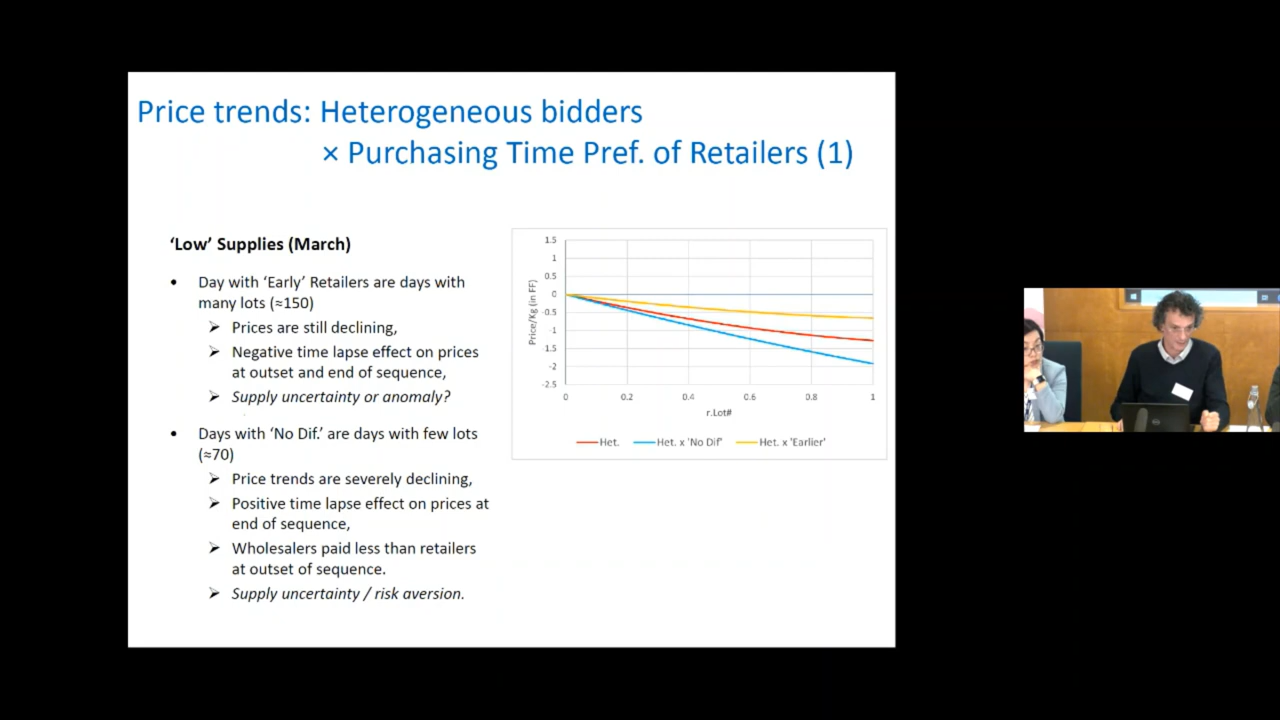 Price trends: Heterogeneous bidders
× Purchasing Time Pref. of Retailers (1)
‘Low’ Supplies (March)
• Day with ‘Early’ Retailers are days with
many lots (≈150)
➢ Prices are still declining,
➢ Negative time lapse effect on prices
at outset and end of sequence,
➢ Supply uncertainty or anomaly?
• Days with ‘No Dif.’ are days with few lots
(≈70)
➢ Price trends are severely declining,
➢ Positive time lapse effect on prices at
end of sequence,
➢ Wholesalers paid less than retailers
at outset of sequence.
➢ Supply uncertainty / risk aversion.
Price/Kg (in FF)
1.5
1
0.5
0
-0.5
-1
-1.5
-2
-2.5
0 0.2 0.4 0.6 0.8 1
r.Lot#
Het. Het. x 'No Dif' Het. x 'Earlier'